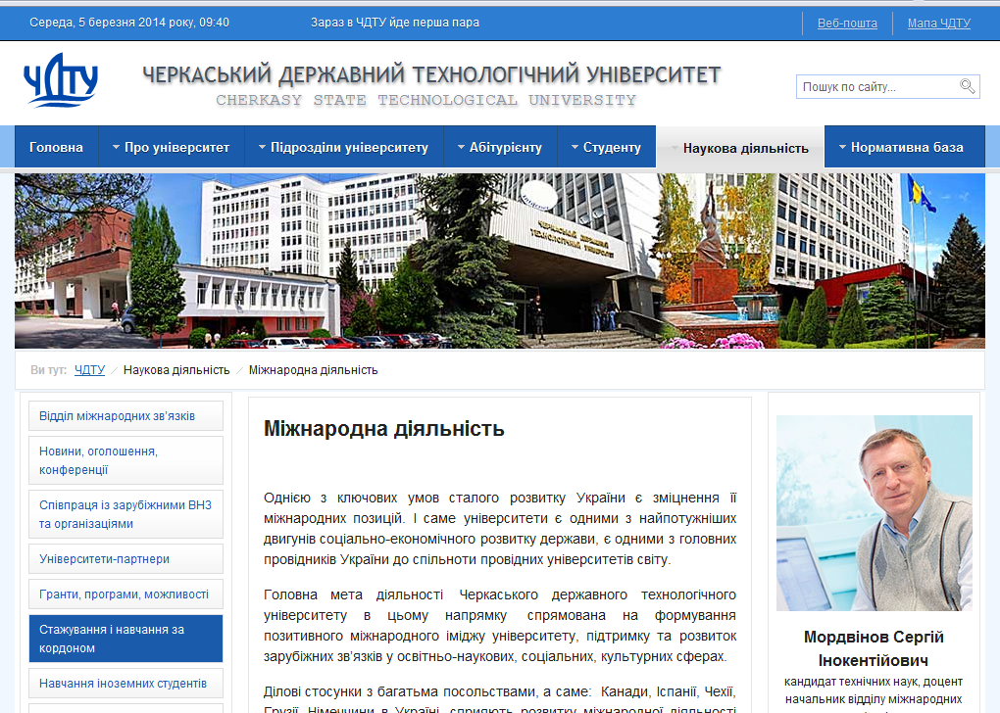 Середа, 5 березня 2014 року, 09:40
Зараз в ЧДТУ йде перша пара
Веб-пошта
Мапа ЧДТУ
ЧДТУ
ЧЕРКАСЬКИЙ ДЕРЖАВНИЙ ТЕХНОЛОГІЧНИЙ УНІВЕРСИТЕТ
CHERKASY STATE TECHNOLOGICAL UNIVERSITY
Пошук по сайту...
Головна
Про університет
Підрозділи університету
Абітурієнту
Студенту
Наукова діяльність
Нормативна база
ЧЕРКАСЬКИЙ ДЕРЖАВНИЙ
ТЕХНОЛОГІЧНИЙ УНІВЕРСИТЕТ
Ви тут: ЧДТУ Наукова діяльність Міжнародна діяльність
Відділ міжнародних зв'язків
Новини, оголошення,
конференції
Співпраця із зарубіжними ВНЗ
та організаціями
Університети-партнери
Гранти, програми, можливості
Стажування і навчання за
кордоном
Навчання іноземних студентів
Міжнародна діяльність
Однією з ключових умов сталого розвитку України є зміцнення її
міжнародних позицій. І саме університети є одними з найпотужніших
двигунів соціально-економічного розвитку держави, є одними з головних
провідників України до спільноти провідних університетів світу.
Головна мета діяльності Черкаського державного технологічного
університету в цьому напрямку спрямована на формування
позитивного міжнародного іміджу університету, підтримку та розвиток
зарубіжних зв'язків у освітньо-наукових, соціальних, культурних сферах.
Ділові стосунки з багатьма посольствами, а саме: Канади, Іспанії, Чехії,
Грузії, Німеччини в Україні, сприяють розвитку міжнародної діяльності
Мордвінов Сергій
Інокентійович
кандидат технічних наук, доцент
начальник відділу міжнародних